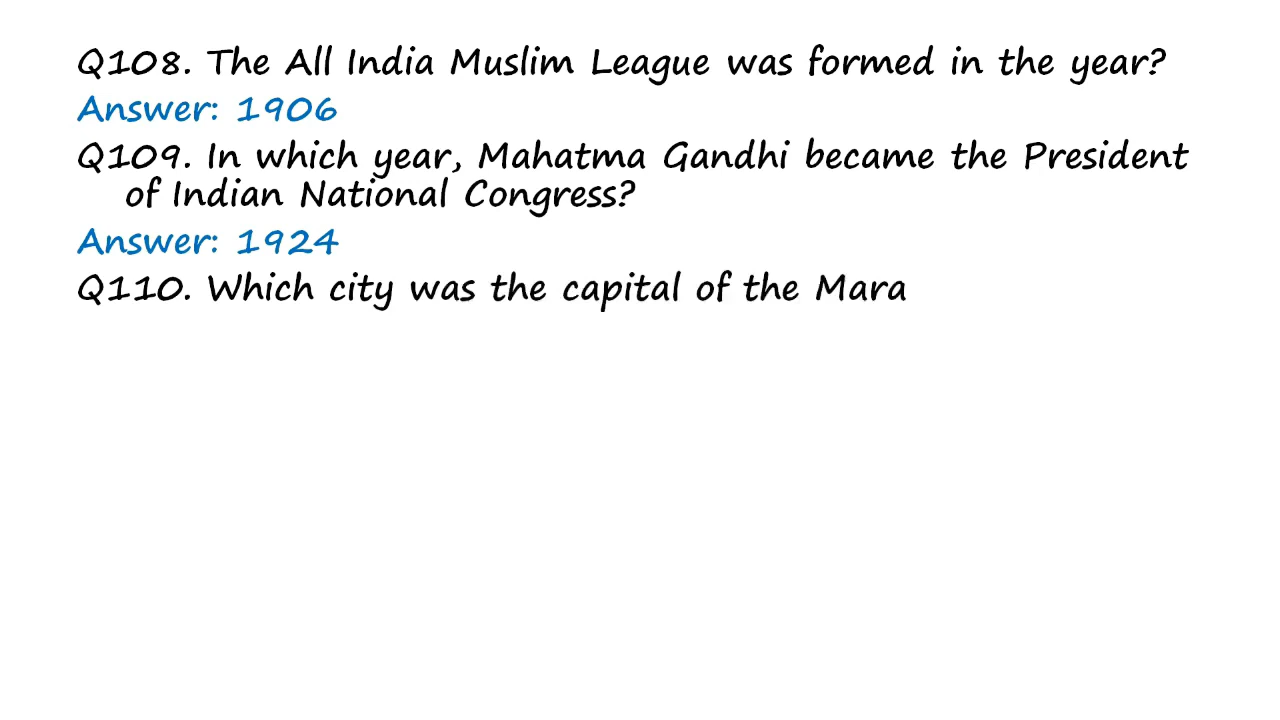 Q108. The All India Muslim League was formed in the year?
Answer: 1906
Q109. In which year, Mahatma Gandhi became the President
of Indian National Congress?
Answer: 1924
Q110. Which city was the capital of the Mara